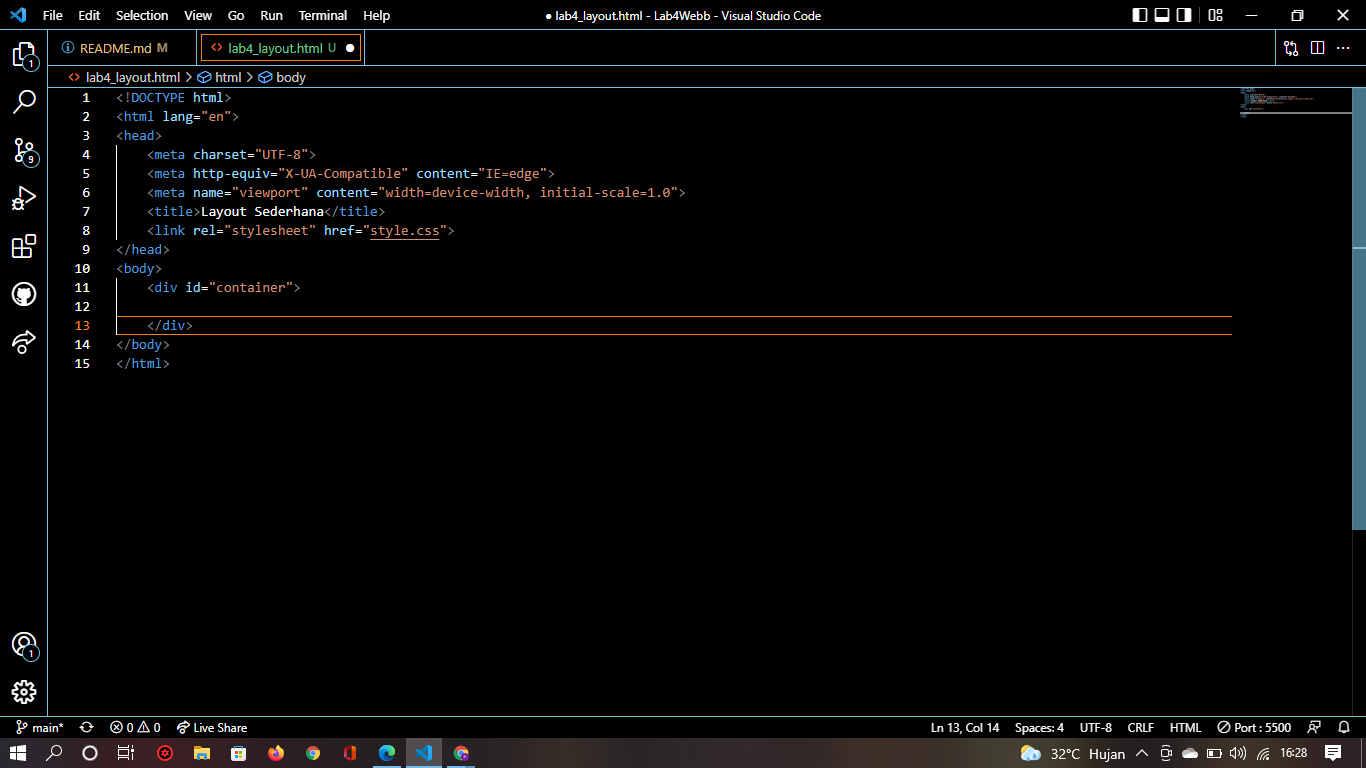 File Edit Selection View Go Run Terminal Help ● lab4_layout.html - Lab4Webb - Visual Studio Code
README.md M lab4_layout.html U ●
lab4_layout.html > html > body
1 <!DOCTYPE html>
2 <html lang="en">
3 <head>
4     <meta charset="UTF-8">
5     <meta http-equiv="X-UA-Compatible" content="IE=edge">
6     <meta name="viewport" content="width=device-width, initial-scale=1.0">
7     <title>Layout Sederhana</title>
8     <link rel="stylesheet" href="style.css">
9 </head>
10 <body>
11     <div id="container">
12
13     </div>
14 </body>
15 </html>
1
9
1
main* 0 0 Live Share Ln 13, Col 14 Spaces: 4 UTF-8 CRLF HTML Port : 5500
32°C Hujan 16:28